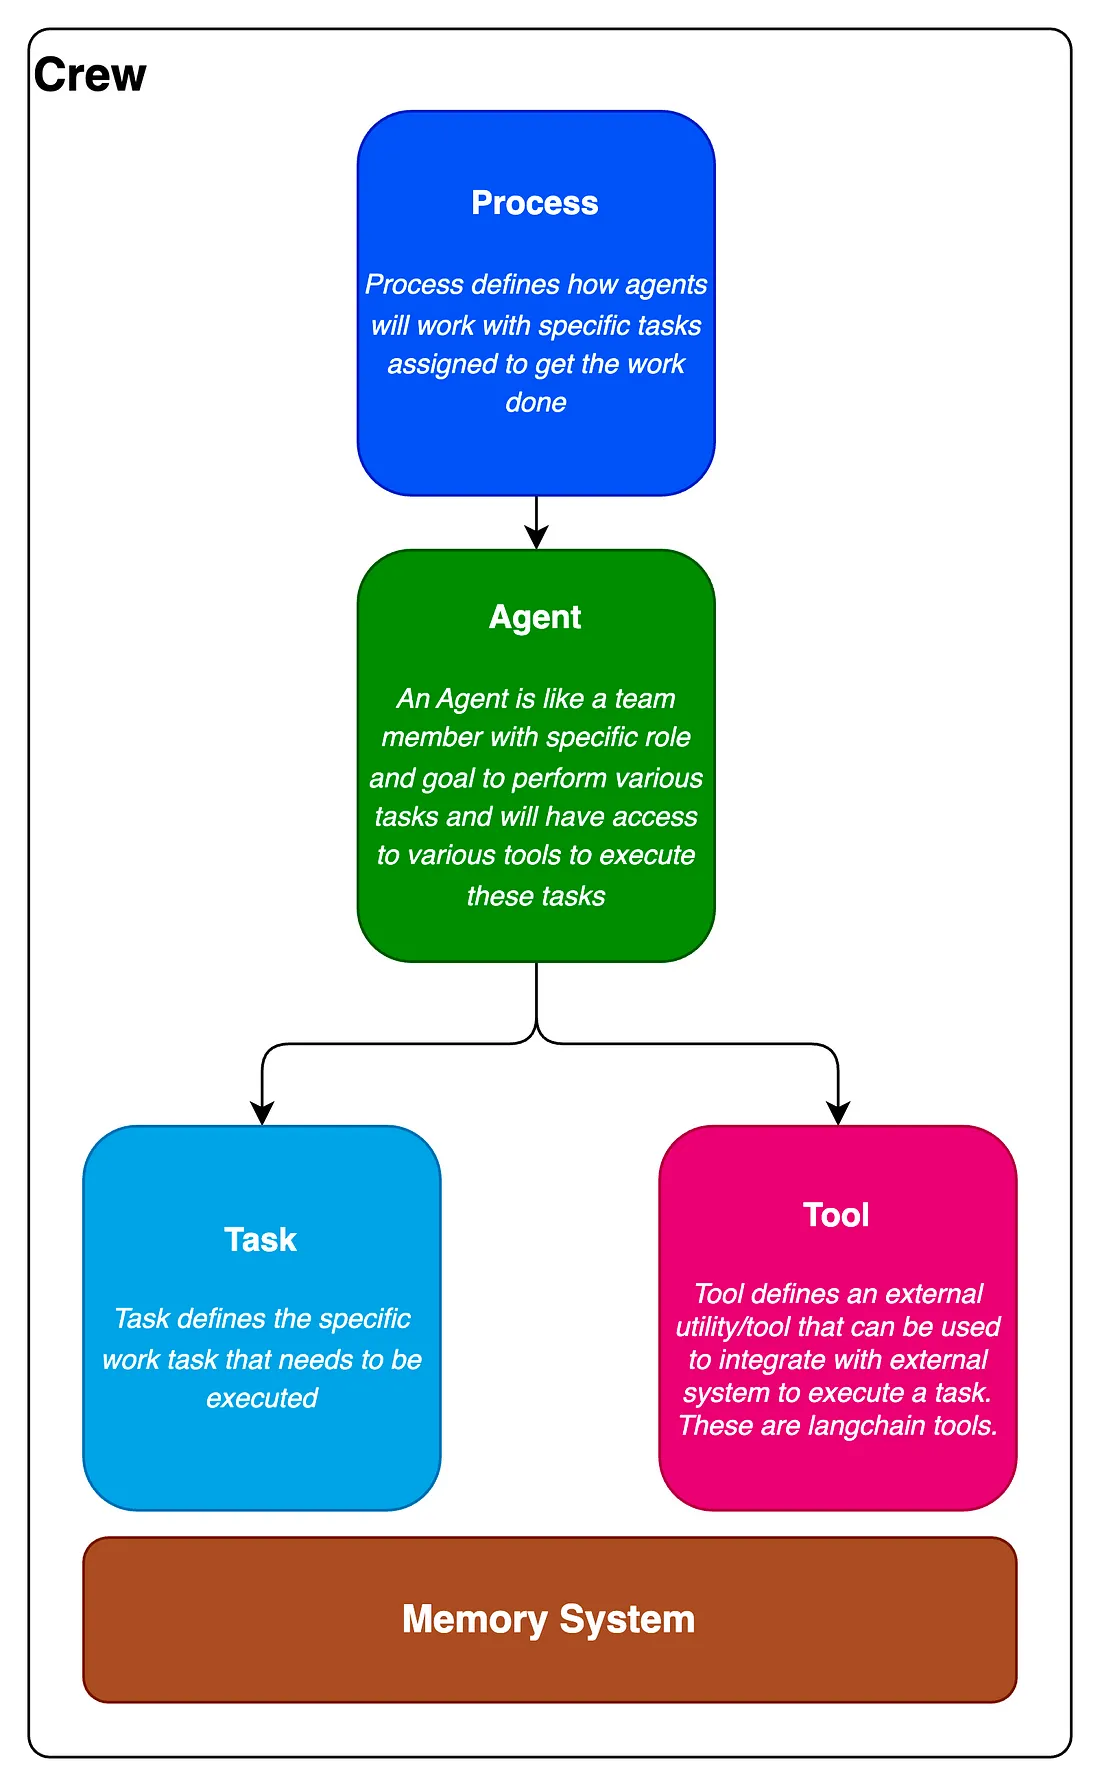 Crew
Process
Process defines how agents
will work with specific tasks
assigned to get the work
done
Agent
An Agent is like a team
member with specific role
and goal to perform various
tasks and will have access
to various tools to execute
these tasks
Task
Task defines the specific
work task that needs to be
executed
Tool
Tool defines an external
utility/tool that can be used
to integrate with external
system to execute a task.
These are langchain tools.
Memory System